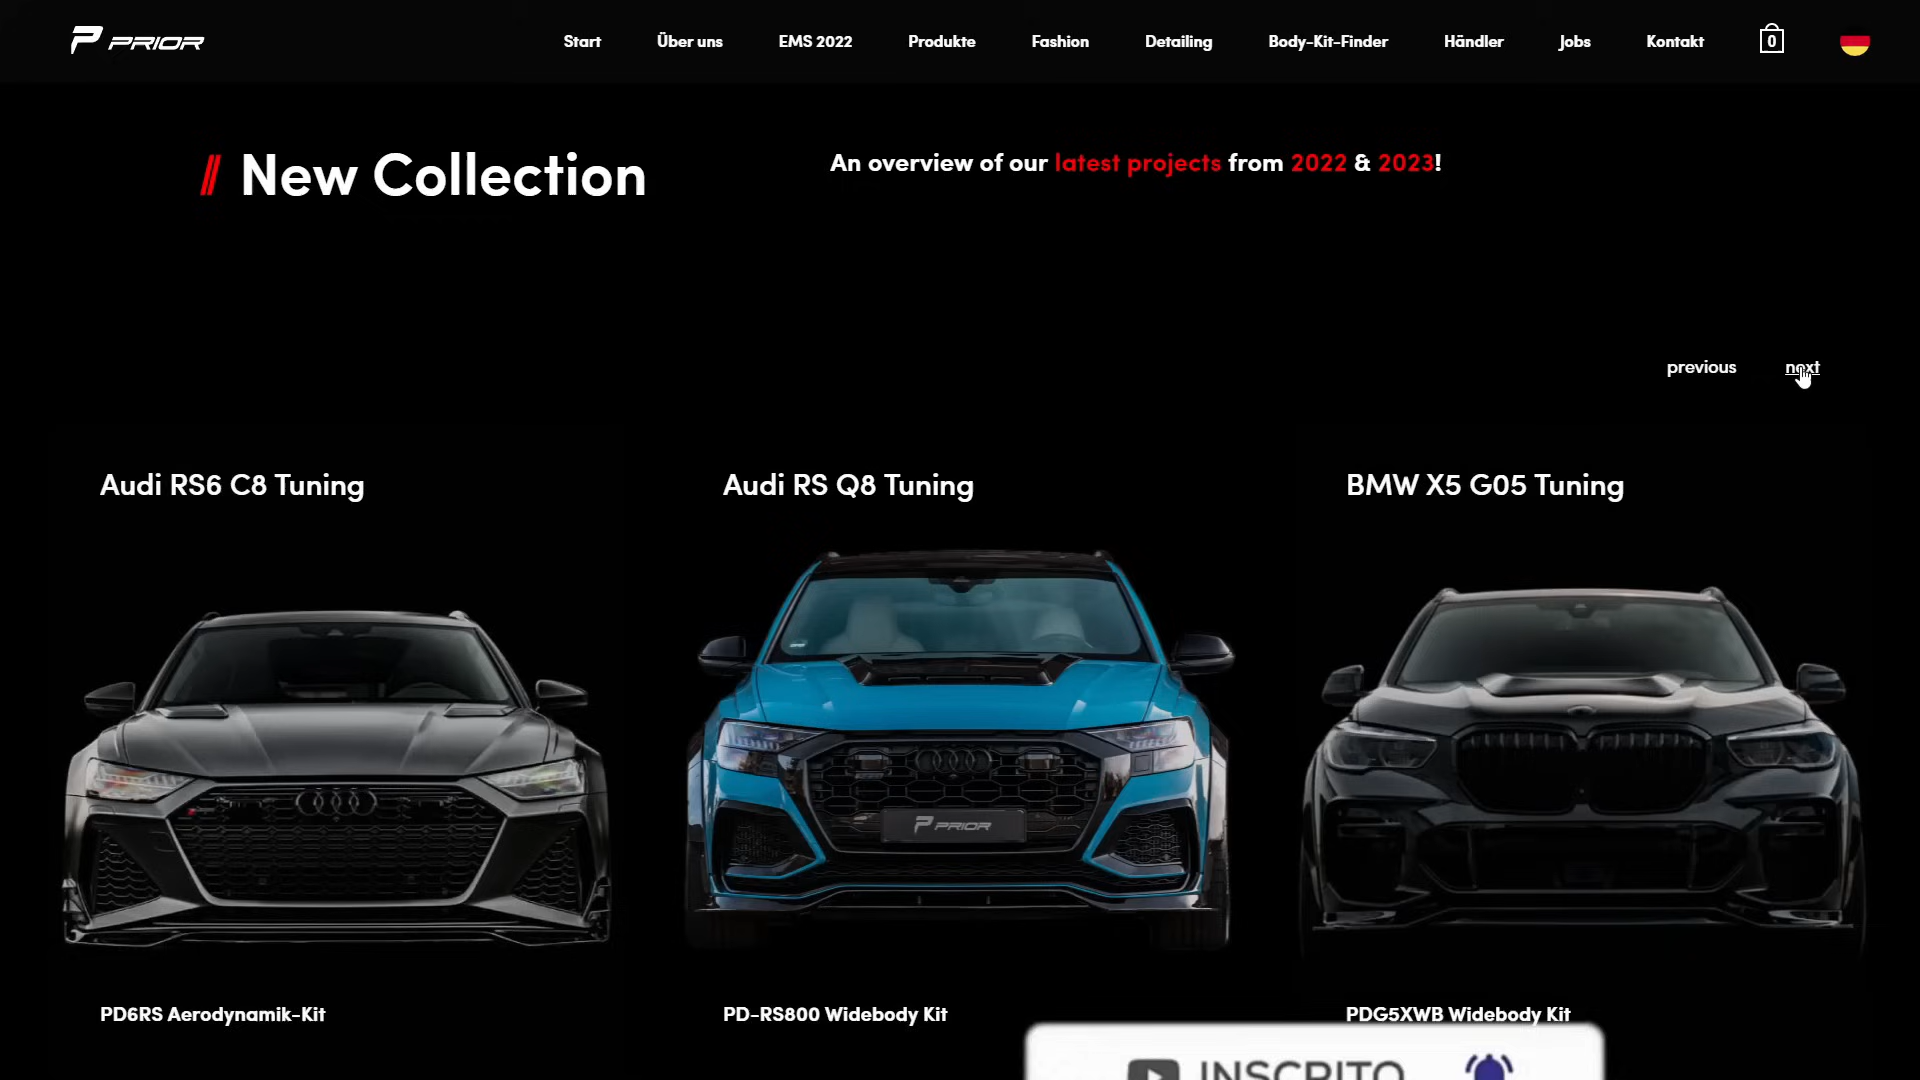 PRIOR
Start Über uns EMS 2022 Produkte Fashion Detailing Body-Kit-Finder Händler Jobs Kontakt 0
// New Collection
An overview of our latest projects from 2022 & 2023!
previous next
Audi RS6 C8 Tuning
Audi RS Q8 Tuning
BMW X5 G05 Tuning
PRIOR
PD6RS Aerodynamik-Kit
PD-RS800 Widebody Kit
PDG5XWB Widebody Kit
INSCRITO